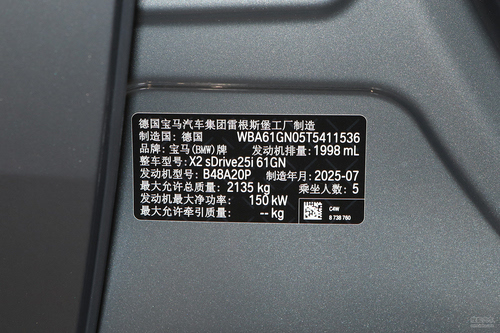 德国宝马汽车集团雷根斯堡工厂制造
制造国: 德国 WBA61GN05T5411536
品牌: 宝马(BMW)牌 发动机排量: 1998 mL
整车型号: X2 sDrive25i 61GN
发动机型号: B48A20P 制造年月: 2025-07
最大允许总质量: 2135 kg 乘坐人数: 5
发动机最大净功率: 150 kW
最大允许牵引质量: -- kg
C4W
8 738 760